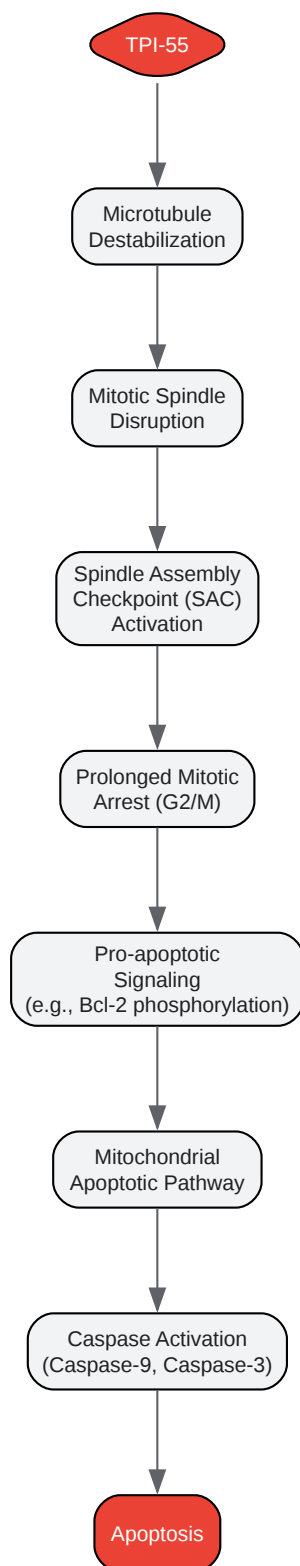 TPI-55
Microtubule
Destabilization
Mitotic Spindle
Disruption
Spindle Assembly
Checkpoint (SAC)
Activation
Prolonged Mitotic
Arrest (G2/M)
Pro-apoptotic
Signaling
(e.g., Bcl-2 phosphorylation)
Mitochondrial
Apoptotic Pathway
Caspase Activation
(Caspase-9, Caspase-3)
Apoptosis